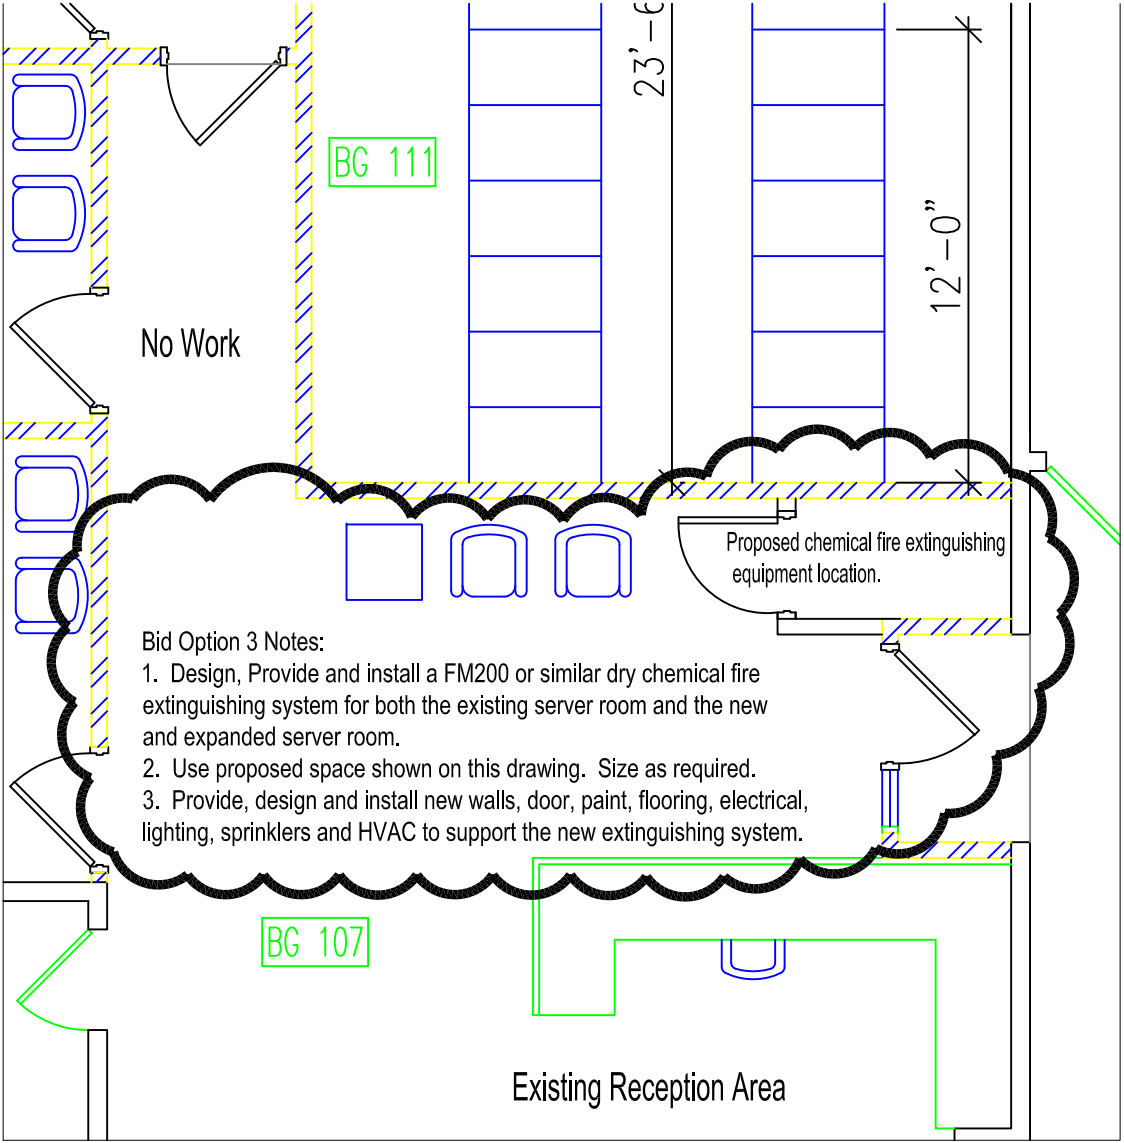 23'-6
BG 111
12'-0"
No Work
Proposed chemical fire extinguishing
equipment location.
Bid Option 3 Notes:
1. Design, Provide and install a FM200 or similar dry chemical fire
extinguishing system for both the existing server room and the new
and expanded server room.
2. Use proposed space shown on this drawing. Size as required.
3. Provide, design and install new walls, door, paint, flooring, electrical,
lighting, sprinklers and HVAC to support the new extinguishing system.
BG 107
Existing Reception Area